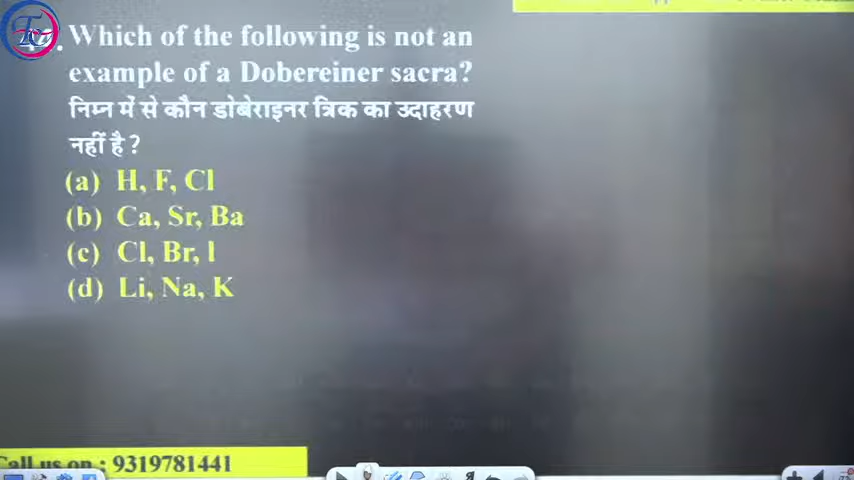 Which of the following is not an
example of a Dobereiner sacra?
निम्न में से कौन डोबेराइनर त्रिक का उदाहरण
नहीं है ?
(a) H, F, Cl
(b) Ca, Sr, Ba
(c) Cl, Br, l
(d) Li, Na, K
Call us on : 9319781441